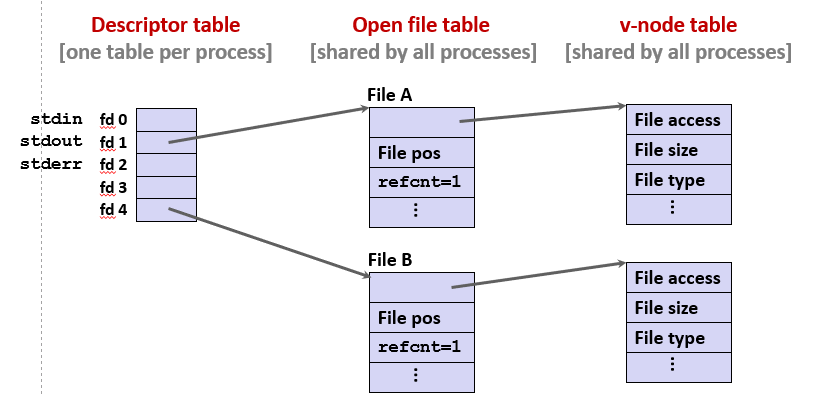 Descriptor table
[one table per process]
Open file table
[shared by all processes]
v-node table
[shared by all processes]
stdin fd 0
stdout fd 1
stderr fd 2
fd 3
fd 4
File A
File pos
refcnt=1
⋮
File access
File size
File type
⋮
File B
File pos
refcnt=1
⋮
File access
File size
File type
⋮